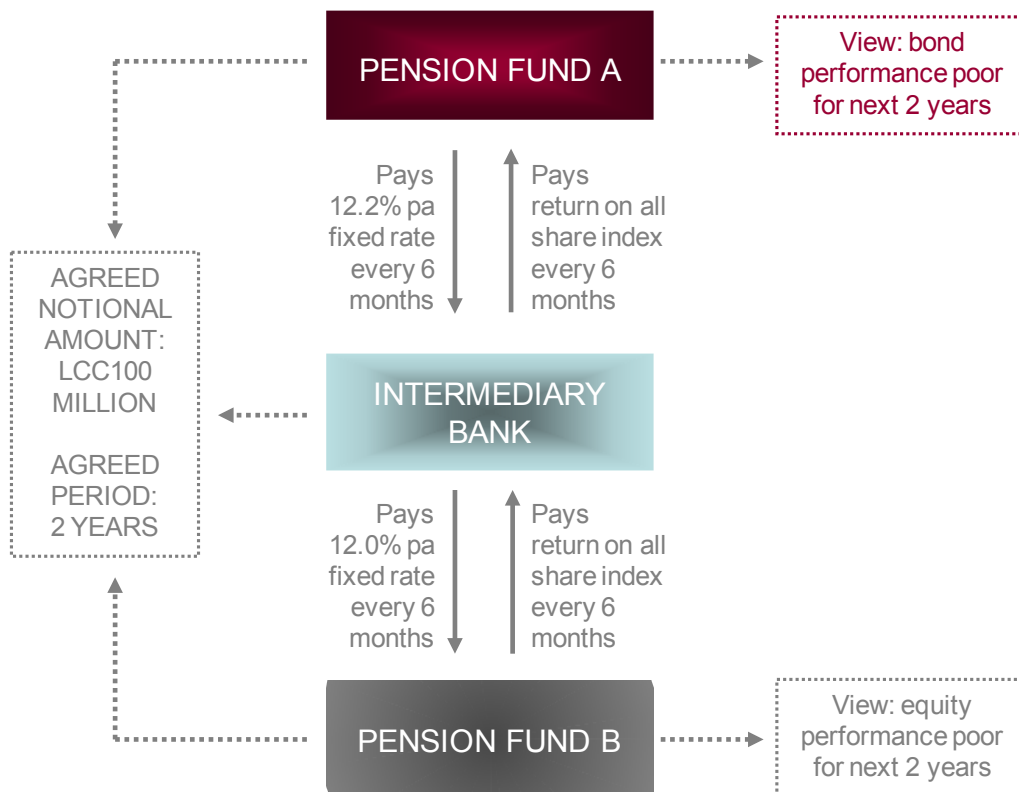 PENSION FUND A
View: bond
performance poor
for next 2 years
Pays
12.2% pa
fixed rate
every 6
months
Pays
return on all
share index
every 6
months
AGREED
NOTIONAL
AMOUNT:
LCC100
MILLION
AGREED
PERIOD:
2 YEARS
INTERMEDIARY
BANK
Pays
12.0% pa
fixed rate
every 6
months
Pays
return on all
share index
every 6
months
PENSION FUND B
View: equity
performance poor
for next 2 years